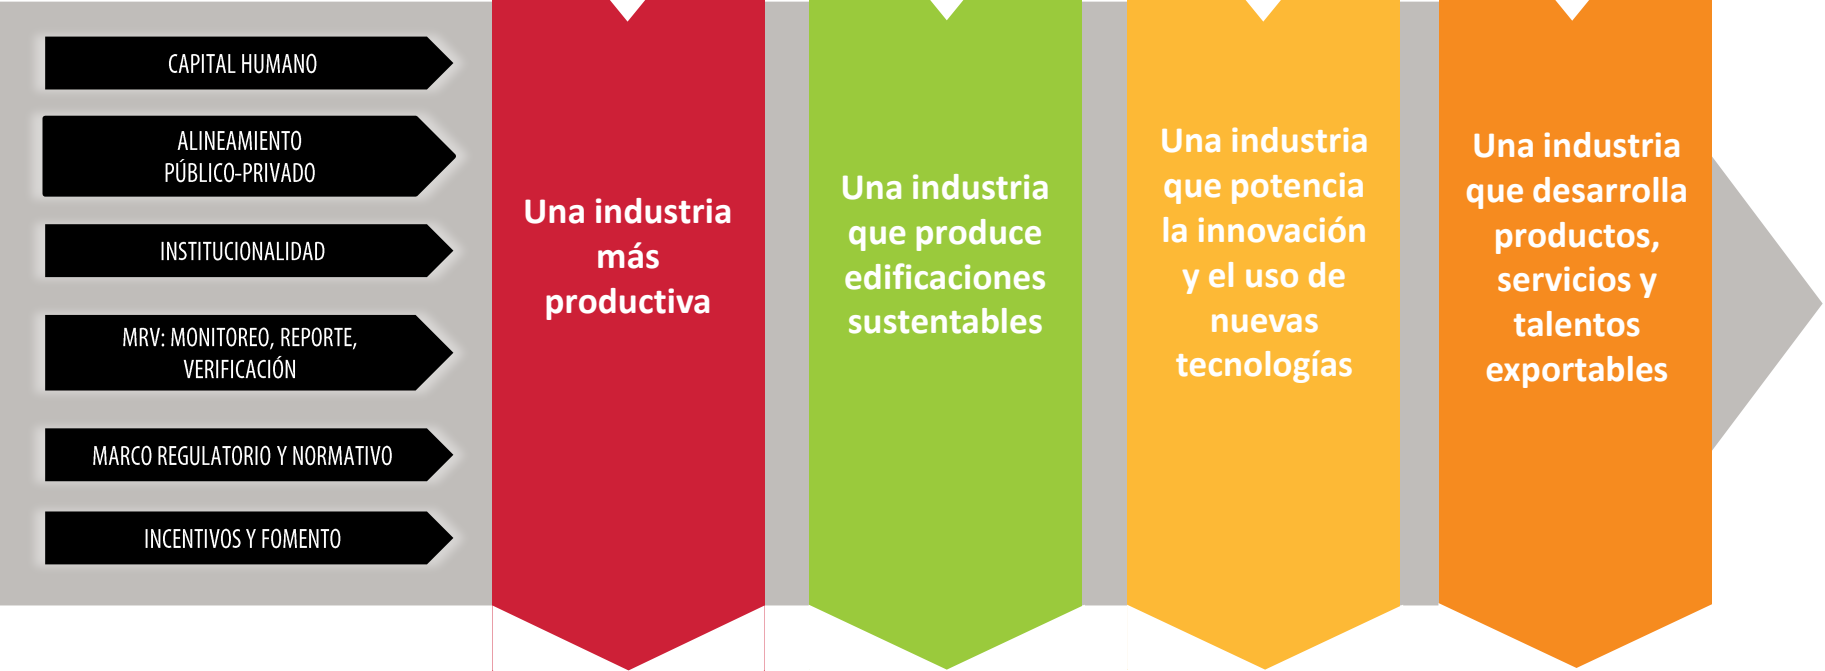 CAPITAL HUMANO
ALINEAMIENTO
PÚBLICO-PRIVADO
INSTITUCIONALIDAD
MRV: MONITOREO, REPORTE,
VERIFICACIÓN
MARCO REGULATORIO Y NORMATIVO
INCENTIVOS Y FOMENTO
Una industria
más
productiva
Una industria
que produce
edificaciones
sustentables
Una industria
que potencia
la innovación
y el uso de
nuevas
tecnologías
Una industria
que desarrolla
productos,
servicios y
talentos
exportables